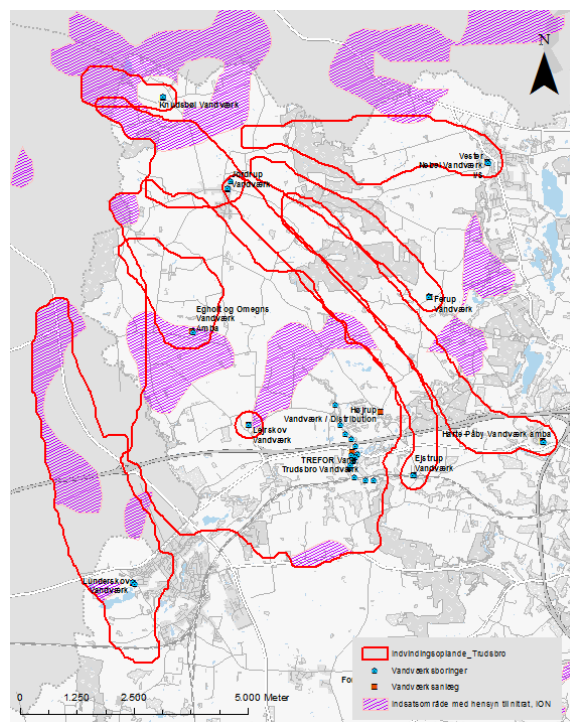 N
Knudsbøl Vandværk
Vester
Nebel Vandværk
I/S
Jordrup
Vandværk
Ferup
Vandværk
Egholt og Omegns
Vandværk
Amba
Højrup
Vandværk / Distribution
Lejrskov
Vandværk
Harte-Påby Vandværk amba
TREFOR Vand
Trudsbro Vandværk
Ejstrup
Vandværk
Lunderskov
Vandværk
Indvindingsoplande_Trudsbro
Vandværksboringer
Vandværksanlæg
Indsatsområde med hensyn til nitrat, ION
0 1.250 2.500 5.000 Meter